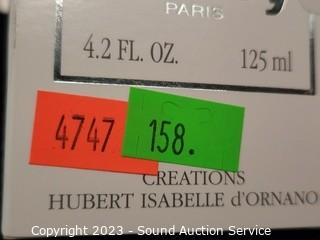 PARIS
4.2 FL. OZ. 125 ml
4747 158.
CREATIONS
HUBERT ISABELLE d'ORNANO
Copyright 2023 - Sound Auction Service